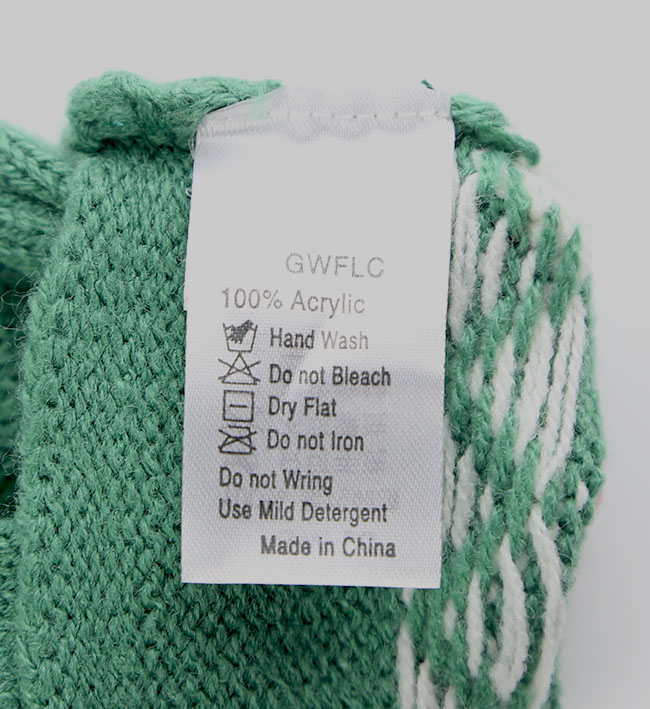 GWFLC
100% Acrylic
Hand Wash
Do not Bleach
Dry Flat
Do not Iron
Do not Wring
Use Mild Detergent
Made in China